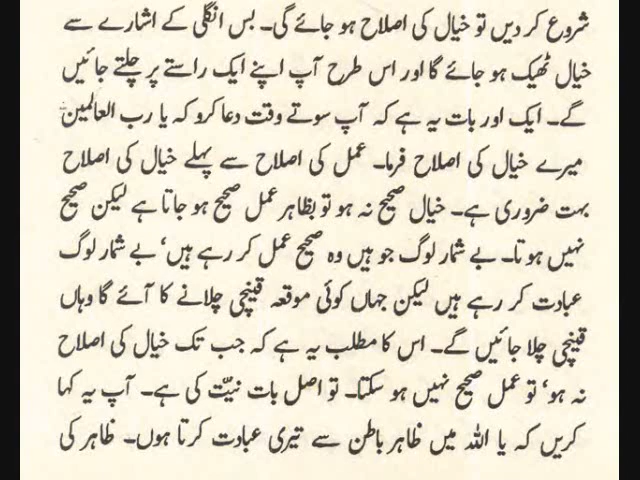 شروع کر دیں تو خیال کی اصلاح ہو جائے گی۔ بس انگلی کے اشارے سے
خیال ٹھیک ہو جائے گا اور اس طرح آپ اپنے ایک راستے پر چلتے جائیں
گے۔ ایک اور بات یہ ہے کہ آپ سوتے وقت دعا کرو کہ یا رب العالمین
میرے خیال کی اصلاح فرما۔ عمل کی اصلاح سے پہلے خیال کی اصلاح
بہت ضروری ہے۔ خیال صحیح نہ ہو تو بظاہر عمل صحیح ہو جاتا ہے لیکن صحیح
نہیں ہوتا۔ بے شمار لوگ جو ہیں وہ صحیح عمل کر رہے ہیں‘ بے شمار لوگ
عبادت کر رہے ہیں لیکن جہاں کوئی موقعہ قینچی چلانے کا آئے گا وہاں
قینچی چلا جائیں گے۔ اس کا مطلب یہ ہے کہ جب تک خیال کی اصلاح
نہ ہو‘ تو عمل صحیح نہیں ہو سکتا۔ تو اصل بات نیّت کی ہے۔ آپ یہ کہا
کریں کہ یا اللہ میں ظاہر باطن سے تیری عبادت کرتا ہوں۔ ظاہر کی